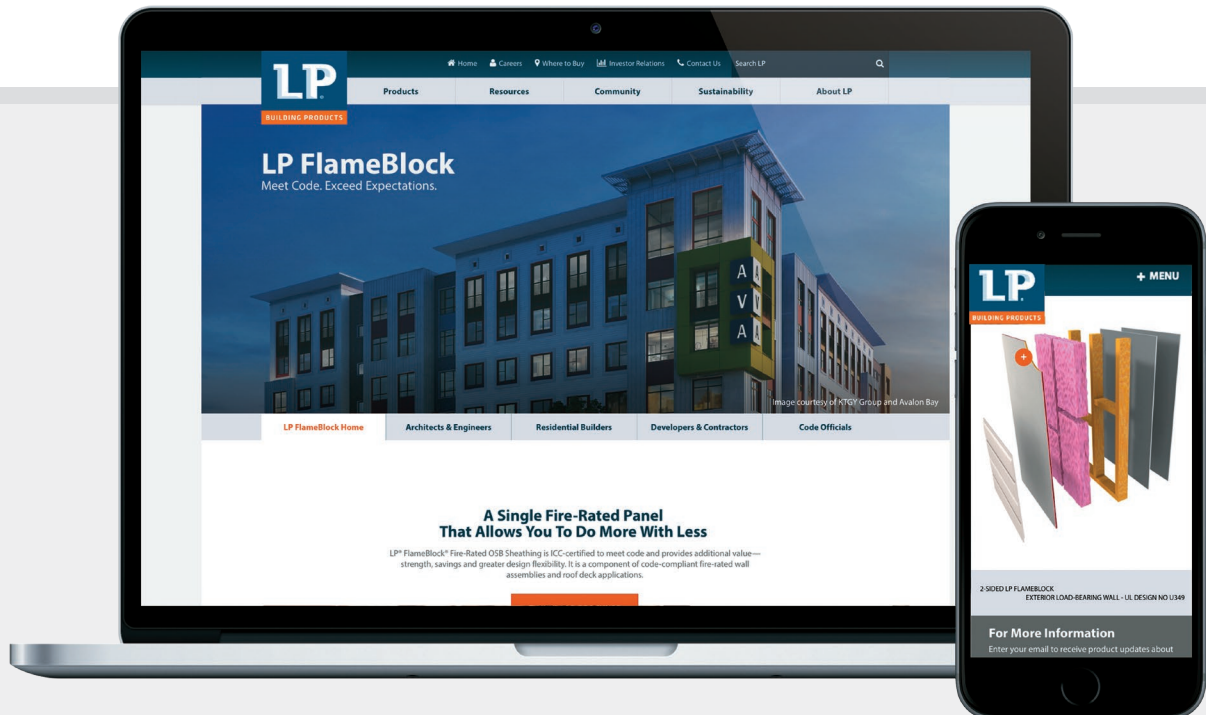 Home Careers Where to Buy Investor Relations Contact Us Search LP
LP
BUILDING PRODUCTS
Products Resources Community Sustainability About LP
LP FlameBlock
Meet Code. Exceed Expectations.
A A
V V
A A
Image courtesy of KTGY Group and Avalon Bay
LP FlameBlock Home Architects & Engineers Residential Builders Developers & Contractors Code Officials
A Single Fire-Rated Panel
That Allows You To Do More With Less
LP® FlameBlock® Fire-Rated OSB Sheathing is ICC-certified to meet code and provides additional value—
strength, savings and greater design flexibility. It is a component of code-compliant fire-rated wall
assemblies and roof deck applications.
LP
BUILDING PRODUCTS
+ MENU
2-SIDED LP FLAMEBLOCK
EXTERIOR LOAD-BEARING WALL - UL DESIGN NO U349
For More Information
Enter your email to receive product updates about